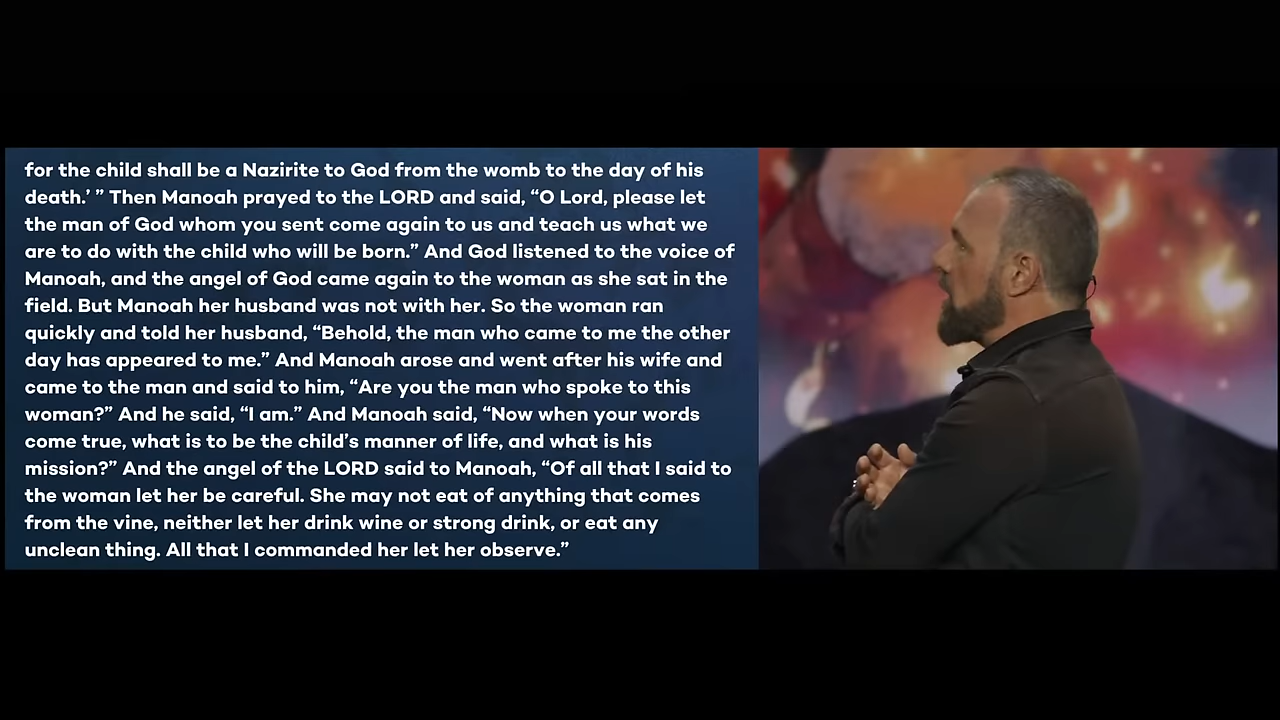 for the child shall be a Nazirite to God from the womb to the day of his
death.’ ” Then Manoah prayed to the LORD and said, “O Lord, please let
the man of God whom you sent come again to us and teach us what we
are to do with the child who will be born.” And God listened to the voice of
Manoah, and the angel of God came again to the woman as she sat in the
field. But Manoah her husband was not with her. So the woman ran
quickly and told her husband, “Behold, the man who came to me the other
day has appeared to me.” And Manoah arose and went after his wife and
came to the man and said to him, “Are you the man who spoke to this
woman?” And he said, “I am.” And Manoah said, “Now when your words
come true, what is to be the child’s manner of life, and what is his
mission?” And the angel of the LORD said to Manoah, “Of all that I said to
the woman let her be careful. She may not eat of anything that comes
from the vine, neither let her drink wine or strong drink, or eat any
unclean thing. All that I commanded her let her observe.”